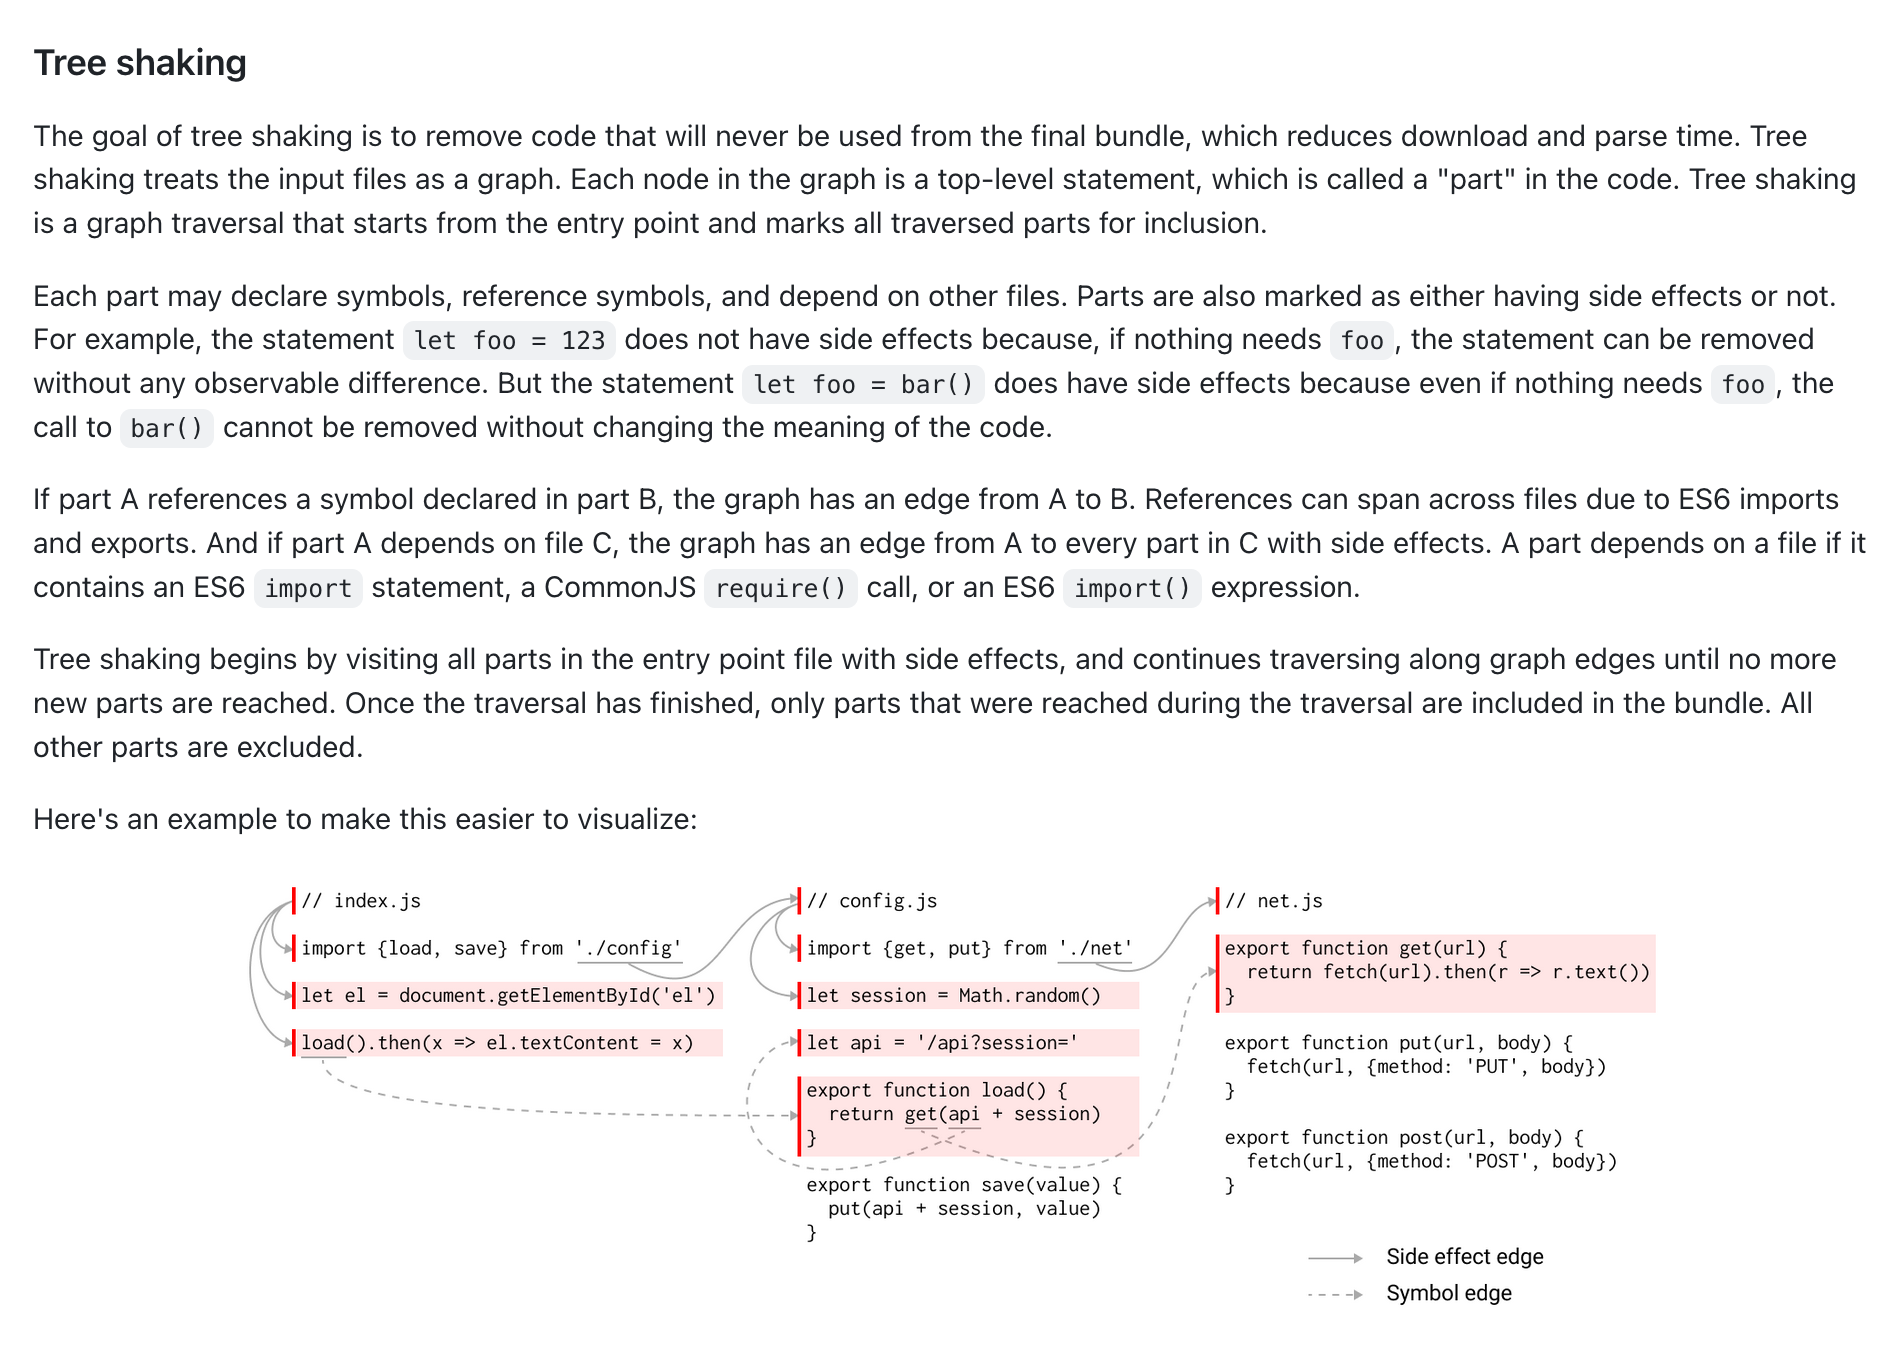 Tree shaking
The goal of tree shaking is to remove code that will never be used from the final bundle, which reduces download and parse time. Tree
shaking treats the input files as a graph. Each node in the graph is a top-level statement, which is called a "part" in the code. Tree shaking
is a graph traversal that starts from the entry point and marks all traversed parts for inclusion.
Each part may declare symbols, reference symbols, and depend on other files. Parts are also marked as either having side effects or not.
For example, the statement let foo = 123 does not have side effects because, if nothing needs foo, the statement can be removed
without any observable difference. But the statement let foo = bar() does have side effects because even if nothing needs foo, the
call to bar() cannot be removed without changing the meaning of the code.
If part A references a symbol declared in part B, the graph has an edge from A to B. References can span across files due to ES6 imports
and exports. And if part A depends on file C, the graph has an edge from A to every part in C with side effects. A part depends on a file if it
contains an ES6 import statement, a CommonJS require() call, or an ES6 import() expression.
Tree shaking begins by visiting all parts in the entry point file with side effects, and continues traversing along graph edges until no more
new parts are reached. Once the traversal has finished, only parts that were reached during the traversal are included in the bundle. All
other parts are excluded.
Here's an example to make this easier to visualize:
// index.js
import {load, save} from './config'
let el = document.getElementById('el')
load().then(x => el.textContent = x)
// config.js
import {get, put} from './net'
let session = Math.random()
let api = '/api?session='
export function load() {
  return get(api + session)
}
export function save(value) {
  put(api + session, value)
}
// net.js
export function get(url) {
  return fetch(url).then(r => r.text())
}
export function put(url, body) {
  fetch(url, {method: 'PUT', body})
}
export function post(url, body) {
  fetch(url, {method: 'POST', body})
}
Side effect edge
Symbol edge